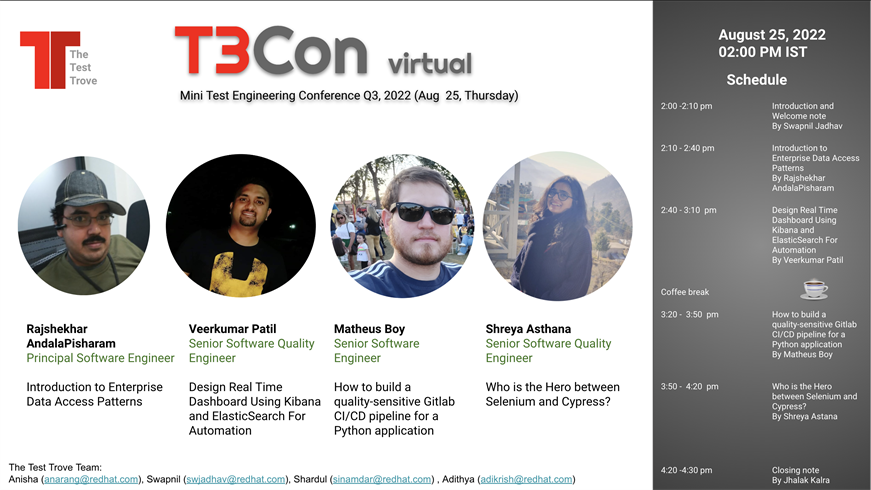 The
Test
Trove
T3Con virtual
Mini Test Engineering Conference Q3, 2022 (Aug  25, Thursday)
Rajshekhar
AndalaPisharam
Principal Software Engineer
Introduction to Enterprise
Data Access Patterns
Veerkumar Patil
Senior Software Quality
Engineer
Design Real Time
Dashboard Using Kibana
and ElasticSearch For
Automation
Matheus Boy
Senior Software
Engineer
How to build a
quality-sensitive Gitlab
CI/CD pipeline for a
Python application
Shreya Asthana
Senior Software Quality
Engineer
Who is the Hero between
Selenium and Cypress?
The Test Trove Team:
Anisha (anarang@redhat.com), Swapnil (swjadhav@redhat.com), Shardul (sinamdar@redhat.com) , Adithya (adikrish@redhat.com)
August 25, 2022
02:00 PM IST
Schedule
2:00 -2:10 pm
Introduction and
Welcome note
By Swapnil Jadhav
2:10 - 2:40 pm
Introduction to
Enterprise Data Access
Patterns
By Rajshekhar
AndalaPisharam
2:40 - 3:10  pm
Design Real Time
Dashboard Using
Kibana and
ElasticSearch For
Automation
By Veerkumar Patil
Coffee break
3:20 -  3:50  pm
How to build a
quality-sensitive Gitlab
CI/CD pipeline for a
Python application
By Matheus Boy
3:50 -  4:20  pm
Who is the Hero
between Selenium and
Cypress?
By Shreya Astana
4:20 -4:30 pm
Closing note
By Jhalak Kalra